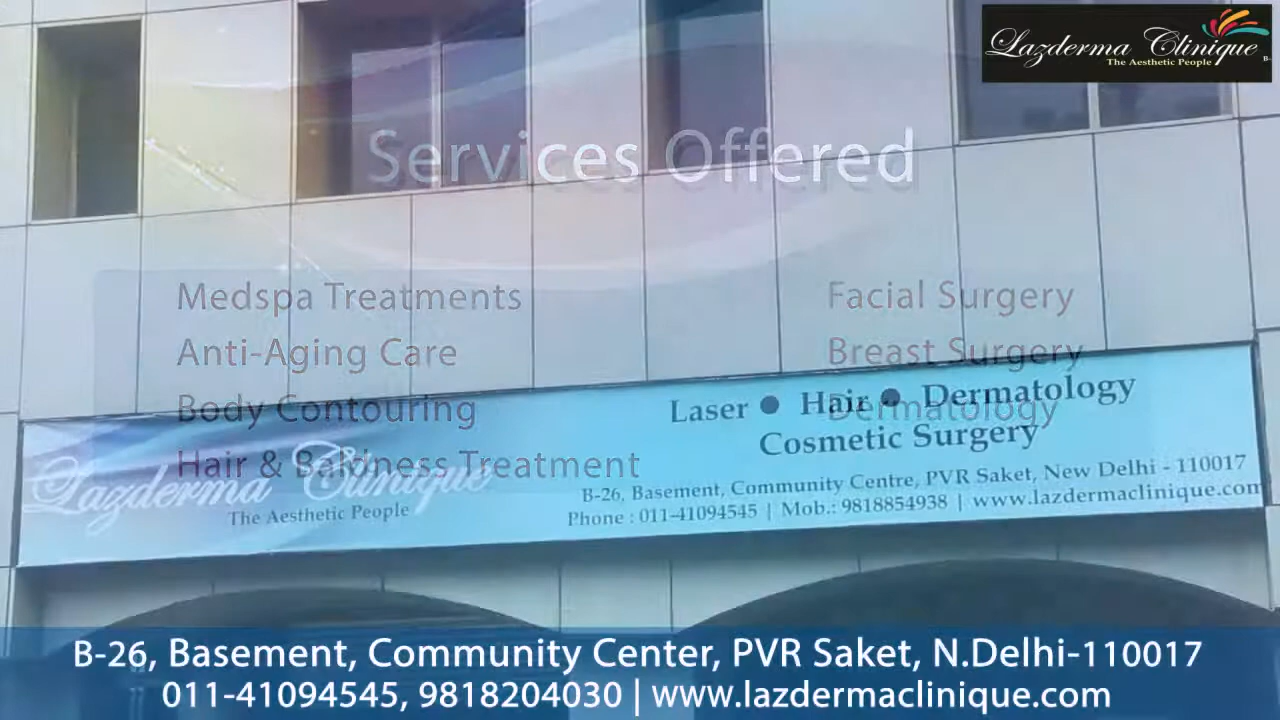 Lazderma Clinique
The Aesthetic People
B-
Services Offered
Medspa Treatments
Anti-Aging Care
Body Contouring
Hair & Baldness Treatment
Facial Surgery
Breast Surgery
Dermatology
Laser ● Hair ● Dermatology
Cosmetic Surgery
Lazderma Clinique
The Aesthetic People
B-26, Basement, Community Centre, PVR Saket, New Delhi - 110017
Phone : 011-41094545 | Mob.: 9818854938 | www.lazdermaclinique.com
B-26, Basement, Community Center, PVR Saket, N.Delhi-110017
011-41094545, 9818204030 | www.lazdermaclinique.com